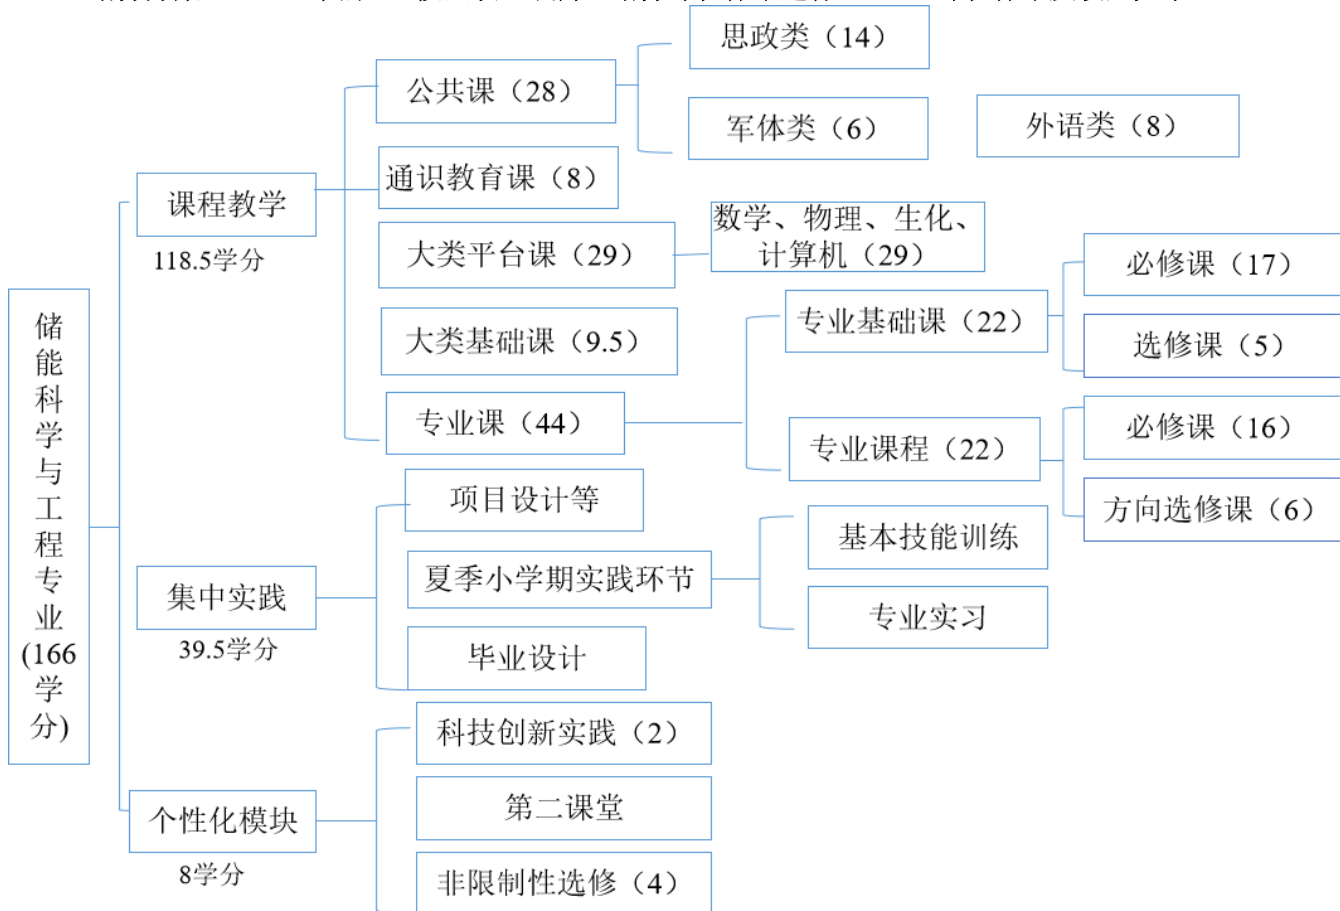 储
能
科
学
与
工
程
专
业
(166
学
分)
课程教学
118.5学分
公共课（28）
思政类（14）
军体类（6）
外语类（8）
通识教育课（8）
大类平台课（29）
数学、物理、生化、
计算机（29）
大类基础课（9.5）
专业课（44）
专业基础课（22）
必修课（17）
选修课（5）
专业课程（22）
必修课（16）
方向选修课（6）
集中实践
39.5学分
项目设计等
夏季小学期实践环节
基本技能训练
专业实习
毕业设计
个性化模块
8学分
科技创新实践（2）
第二课堂
非限制性选修（4）